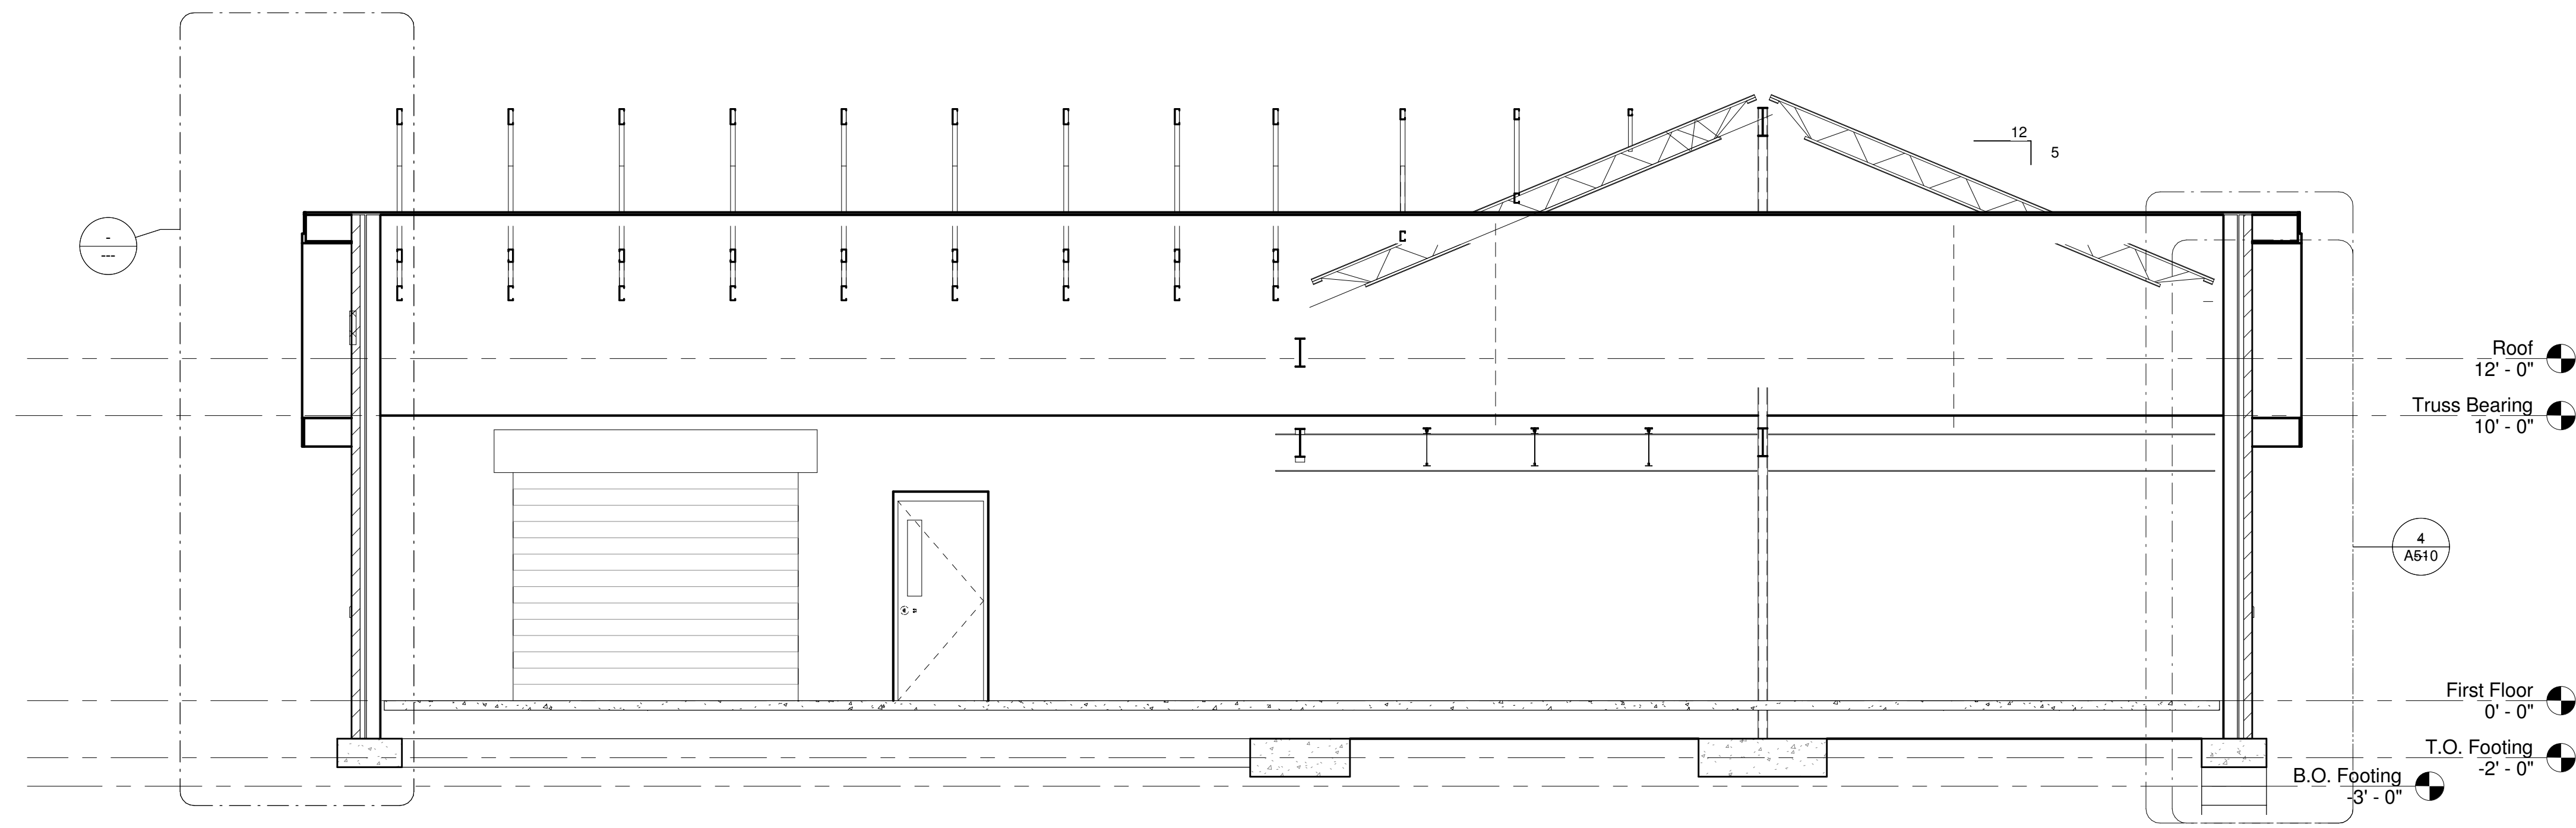 12
5
-
---
Roof
12' - 0"
Truss Bearing
10' - 0"
4
A510
First Floor
0' - 0"
T.O. Footing
-2' - 0"
B.O. Footing
-3' - 0"